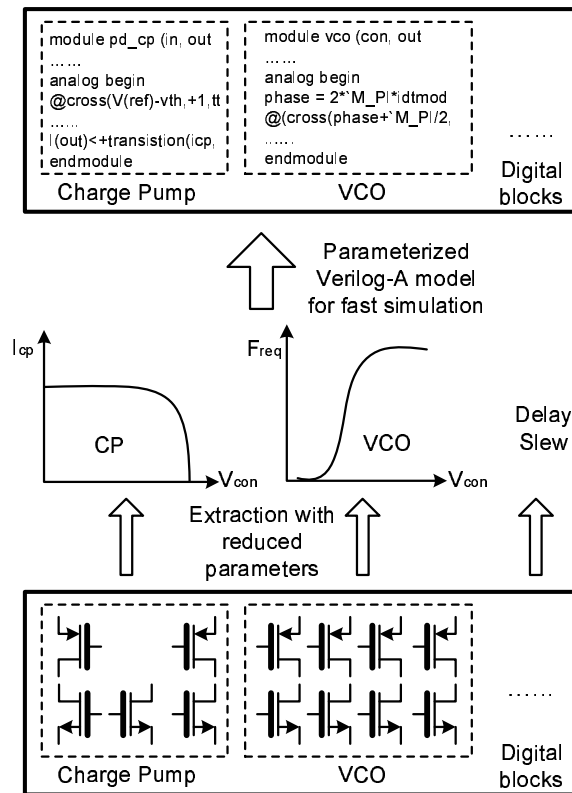 module pd_cp (in, out
……
analog begin
@cross(V(ref)-vth,+1,tt
……
I(out)<+transistion(icp,
endmodule
Charge Pump
module vco (con, out
……
analog begin
phase = 2*`M_PI*idtmod
@(cross(phase+`M_PI/2,
……
endmodule
VCO
……
Digital
blocks
Parameterized
Verilog-A model
for fast simulation
Icp
CP
Vcon
Freq
VCO
Vcon
Delay
Slew
Extraction with
reduced
parameters
Charge Pump
VCO
……
Digital
blocks